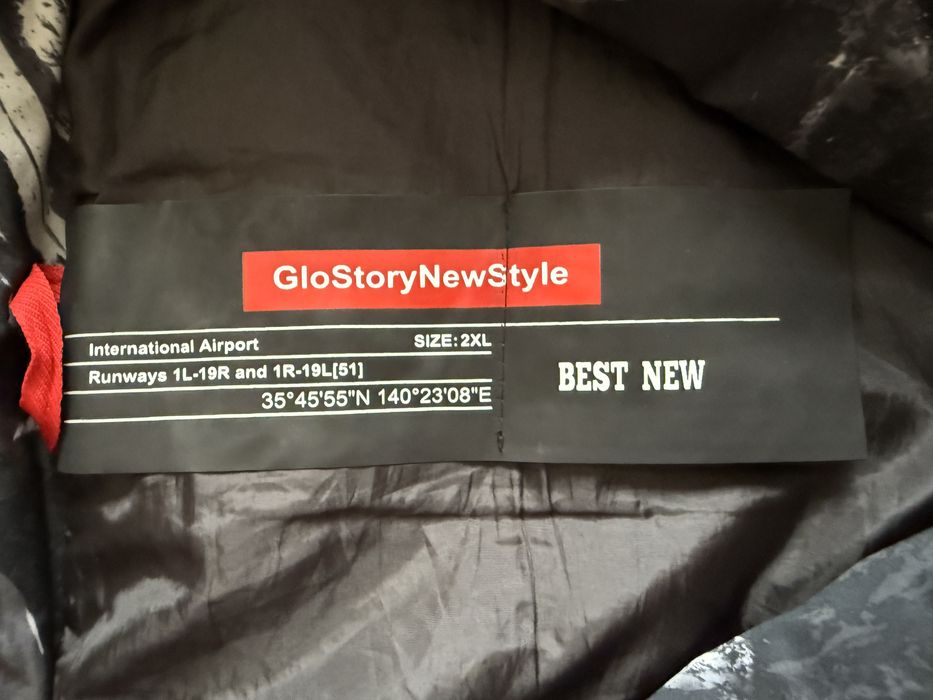 GloStoryNewStyle
International Airport SIZE:2XL
Runways 1L-19R and 1R-19L[51]
35°45'55"N 140°23'08"E
BEST NEW